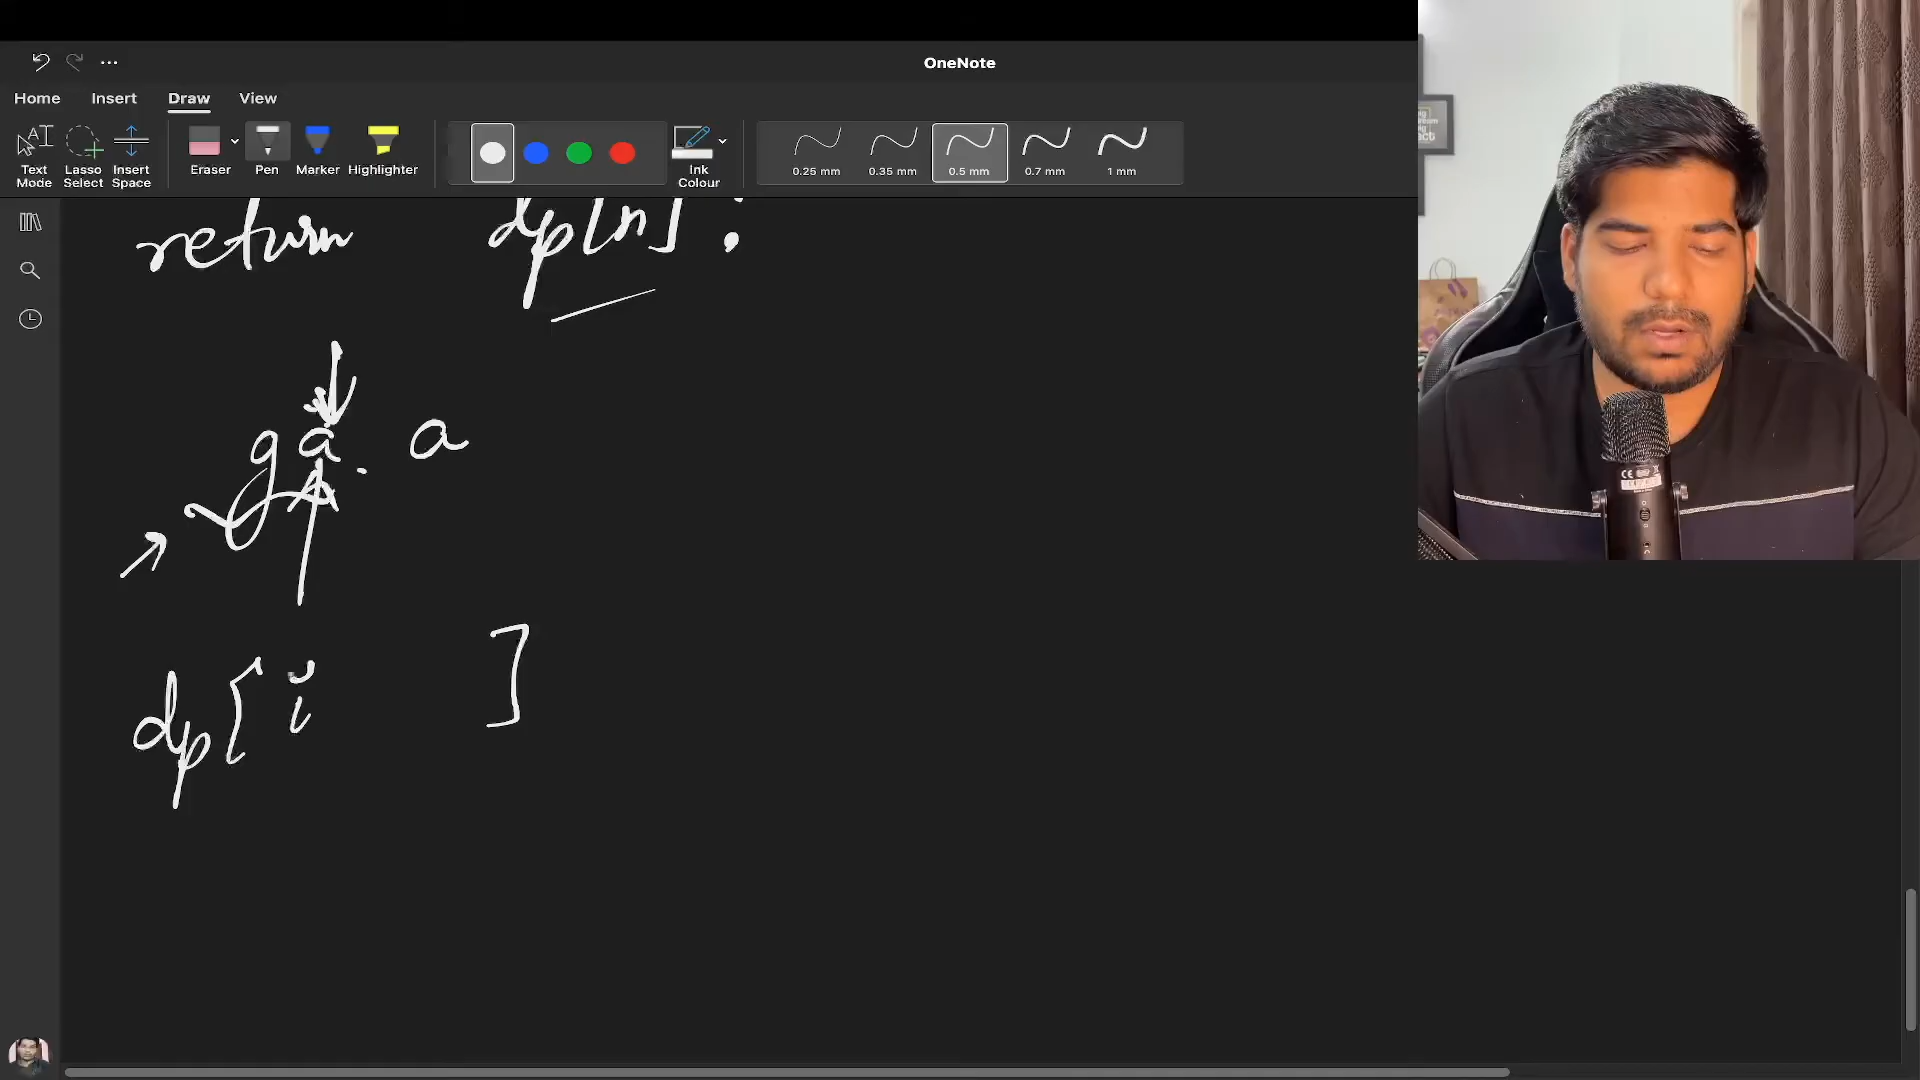 OneNote
Home Insert Draw View
Text Mode Lasso Select Insert Space Eraser Pen Marker Highlighter Ink Colour 0.25 mm 0.35 mm 0.5 mm 0.7 mm 1 mm
return dp[n] ;
g a a
dp[ i ]